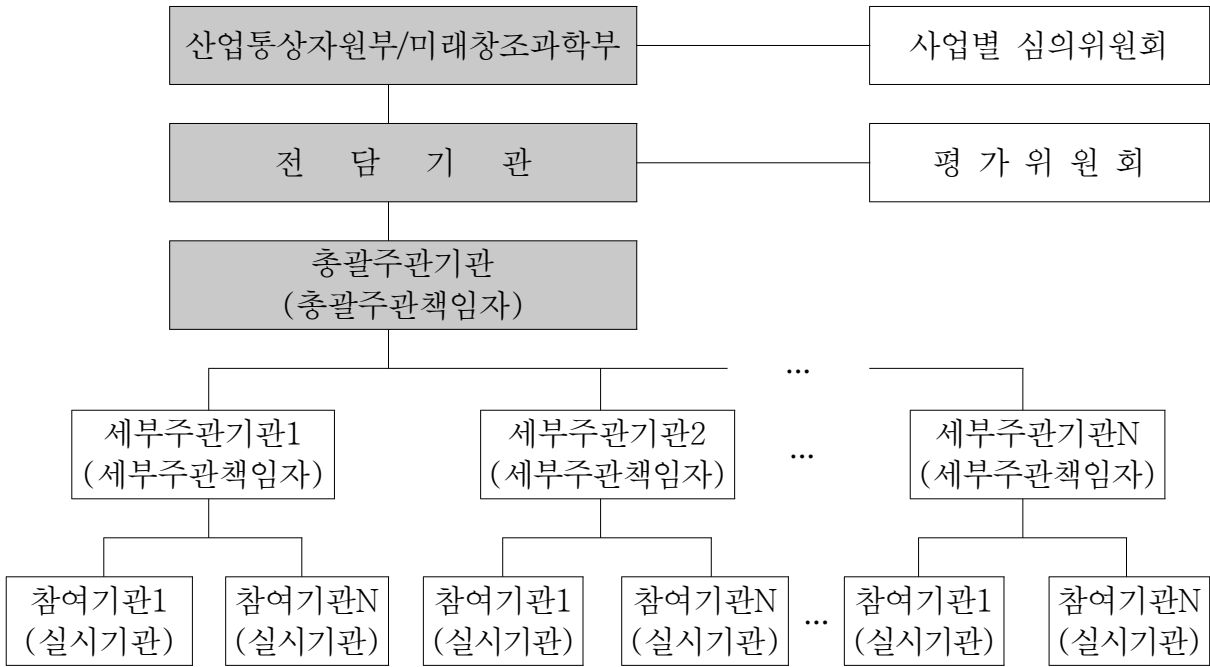 산업통상자원부/미래창조과학부
사업별 심의위원회
전 담 기 관
평 가 위 원 회
총괄주관기관
(총괄주관책임자)
...
세부주관기관1
(세부주관책임자)
세부주관기관2
(세부주관책임자)
...
세부주관기관N
(세부주관책임자)
참여기관1
(실시기관)
참여기관N
(실시기관)
참여기관1
(실시기관)
참여기관N
(실시기관)
...
참여기관1
(실시기관)
참여기관N
(실시기관)